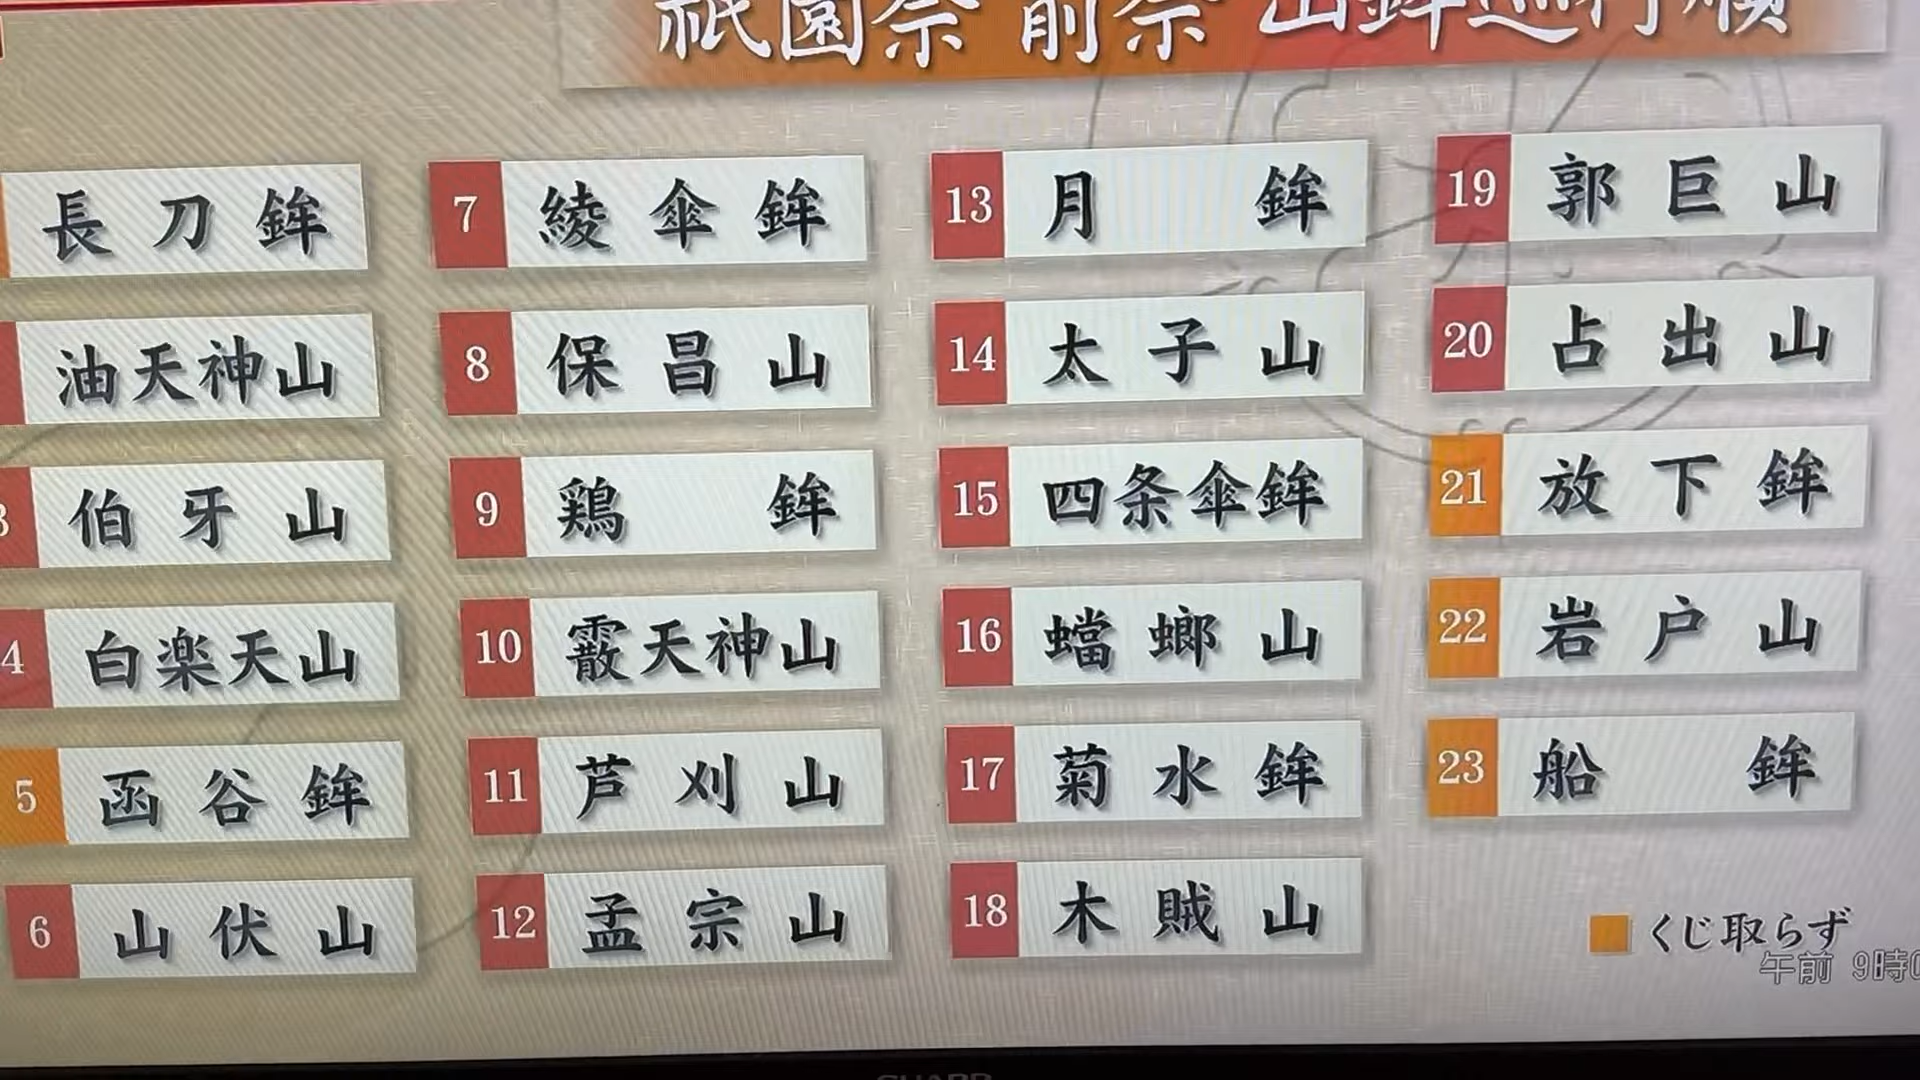 祇園祭 前祭 山鉾巡行順
長刀鉾
油天神山
3 伯牙山
4 白楽天山
5 函谷鉾
6 山伏山
7 綾傘鉾
8 保昌山
9 鶏鉾
10 霰天神山
11 芦刈山
12 孟宗山
13 月鉾
14 太子山
15 四条傘鉾
16 蟷螂山
17 菊水鉾
18 木賊山
19 郭巨山
20 占出山
21 放下鉾
22 岩戸山
23 船鉾
くじ取らず
午前 9時0
SHARP